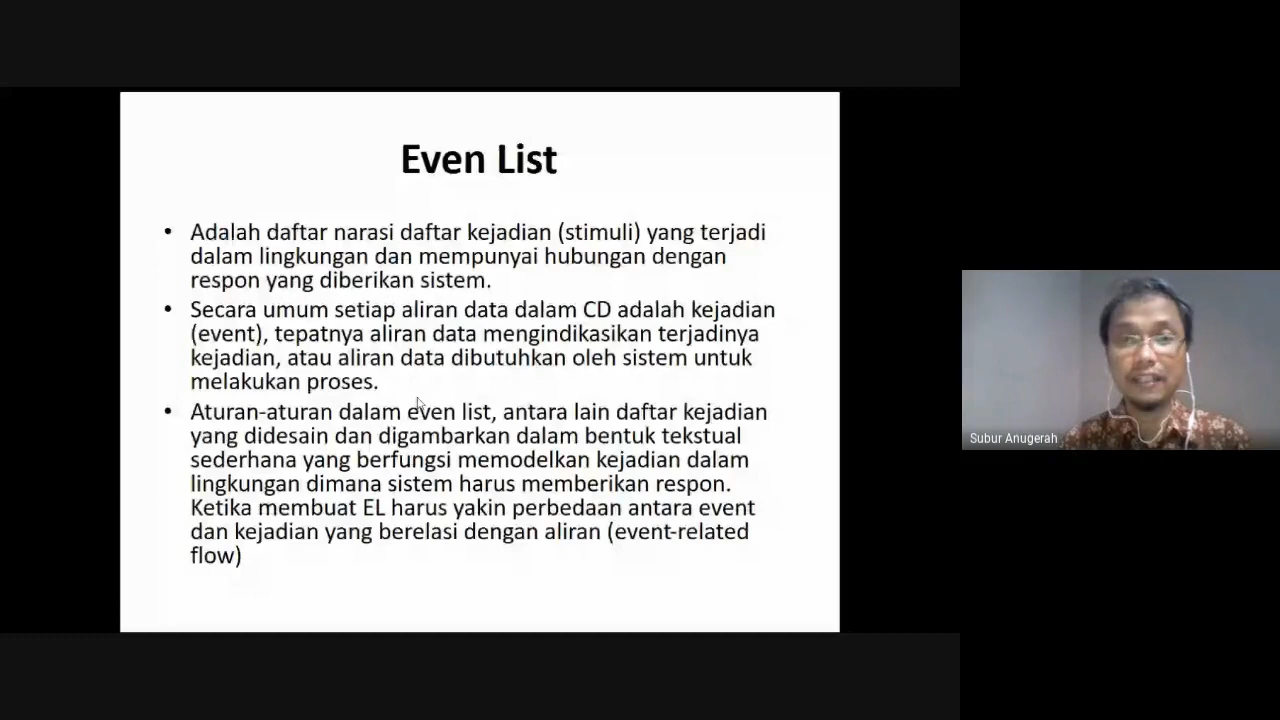 Even List
• Adalah daftar narasi daftar kejadian (stimuli) yang terjadi
dalam lingkungan dan mempunyai hubungan dengan
respon yang diberikan sistem.
• Secara umum setiap aliran data dalam CD adalah kejadian
(event), tepatnya aliran data mengindikasikan terjadinya
kejadian, atau aliran data dibutuhkan oleh sistem untuk
melakukan proses.
• Aturan-aturan dalam even list, antara lain daftar kejadian
yang didesain dan digambarkan dalam bentuk tekstual
sederhana yang berfungsi memodelkan kejadian dalam
lingkungan dimana sistem harus memberikan respon.
Ketika membuat EL harus yakin perbedaan antara event
dan kejadian yang berelasi dengan aliran (event-related
flow)
Subur Anugerah